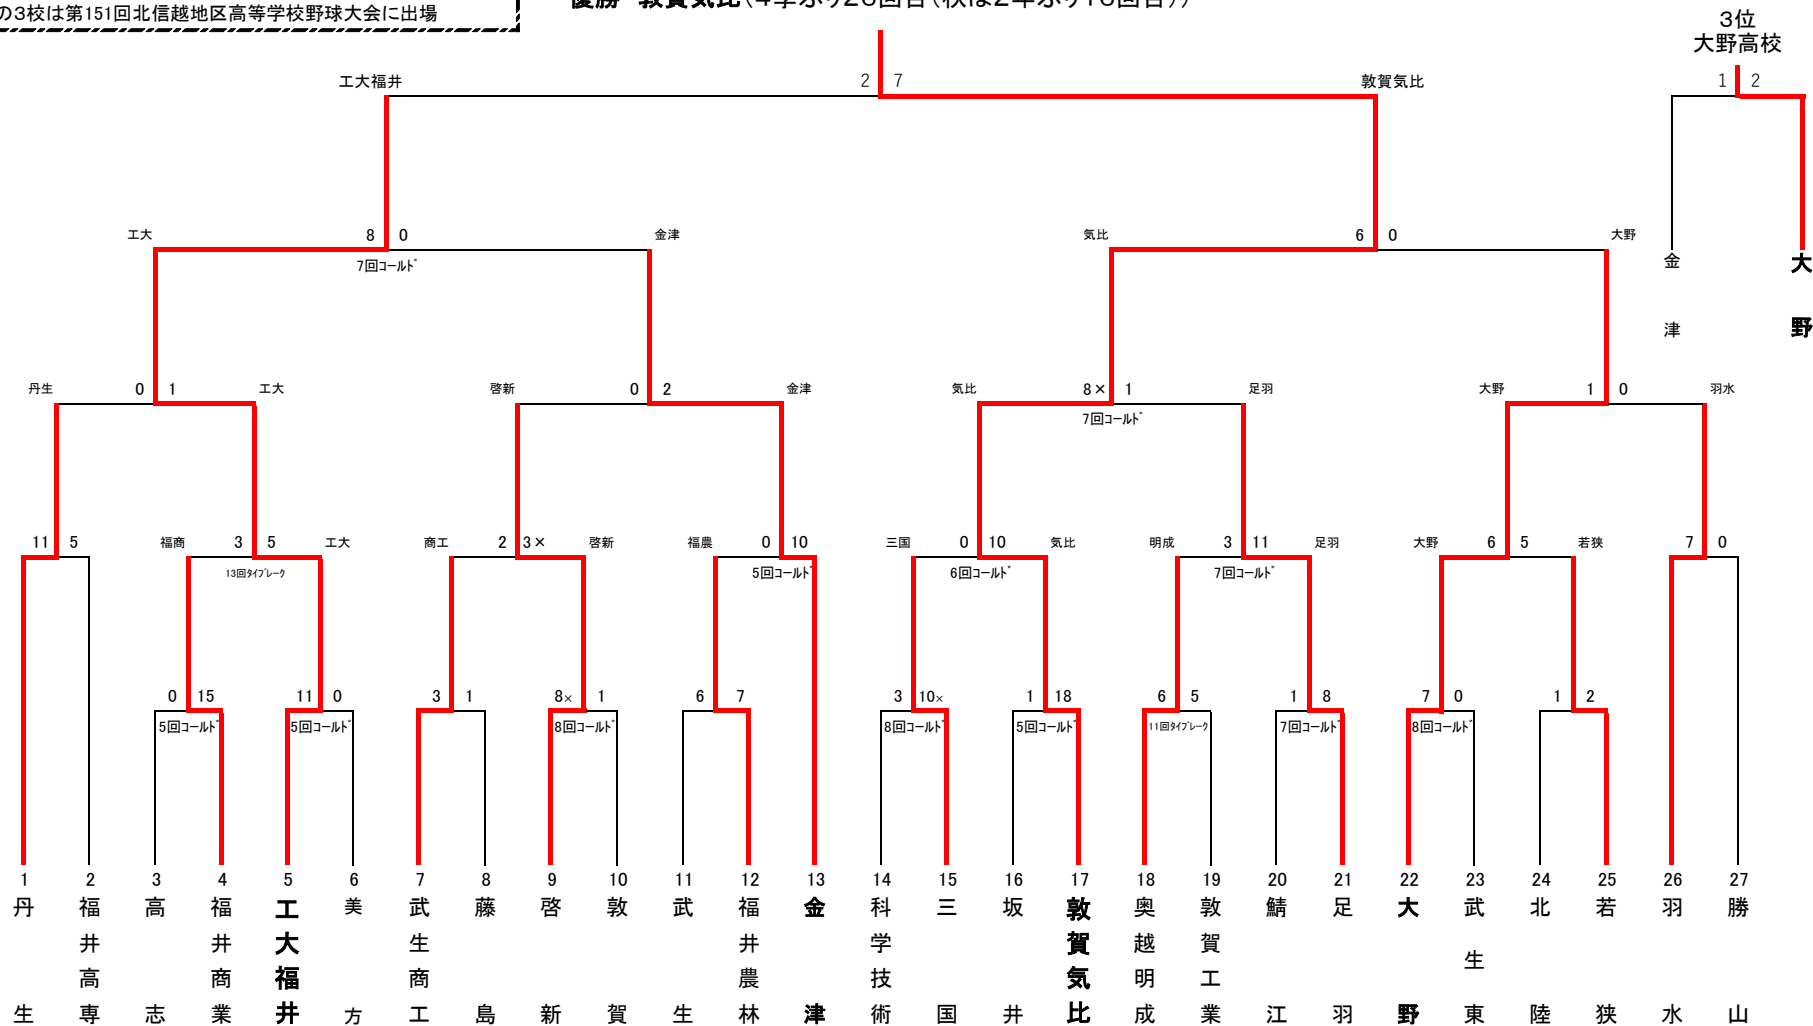 の3校は第151回北信越地区高等学校野球大会に出場
3位
大野高校
工大福井 2 7 敦賀気比 1 2
工大 8 0 金津 気比 6 0 大野
7回コールド
金津 大野
丹生 0 1 工大 啓新 0 2 金津 気比 8× 1 足羽 大野 1 0 羽水
7回コールド
11 5 福商 3 5 工大 商工 2 3× 啓新 福農 0 10 三国 0 10 気比 明成 3 11 足羽 大野 6 5 若狭 7 0
13回タイブレーク 5回コールド 6回コールド 7回コールド
0 15 11 0 3 1 8× 1 6 7 3 10× 1 18 6 5 1 8 7 0 1 2
5回コールド 5回コールド 8回コールド 8回コールド 5回コールド 11回タイブレーク 7回コールド 8回コールド
1 2 3 4 5 6 7 8 9 10 11 12 13 14 15 16 17 18 19 20 21 22 23 24 25 26 27
丹生
福井高専
高志
福井商業
工大福井
美方
武生商工
藤島
啓新
敦賀
武生
福井農林
金津
科学技術
三国
坂井
敦賀気比
奥越明成
敦賀工業
鯖江
足羽
大野
武生東
北陸
若狭
羽水
勝山